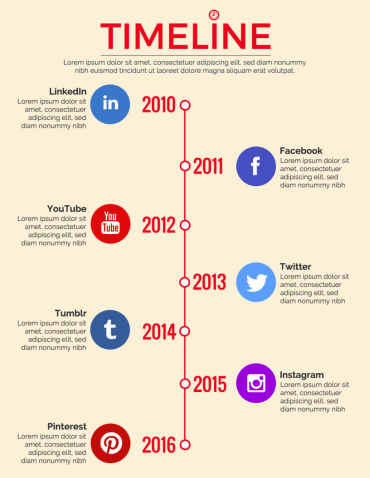 TIMELINE
Lorem ipsum dolor sit amet, consectetuer adipiscing elit, sed diam nonummy
nibh euismod tincidunt ut laoreet dolore magna aliquam erat volutpat.
LinkedIn
Lorem ipsum dolor sit
amet, consectetuer
adipiscing elit, sed
diam nonummy nibh
in
2010
2011
f
Facebook
Lorem ipsum dolor sit
amet, consectetuer
adipiscing elit, sed
diam nonummy nibh
YouTube
Lorem ipsum dolor sit
amet, consectetuer
adipiscing elit, sed
diam nonummy nibh
You
Tube
2012
2013
Twitter
Lorem ipsum dolor sit
amet, consectetuer
adipiscing elit, sed
diam nonummy nibh
Tumblr
Lorem ipsum dolor sit
amet, consectetuer
adipiscing elit, sed
diam nonummy nibh
t
2014
2015
Instagram
Lorem ipsum dolor sit
amet, consectetuer
adipiscing elit, sed
diam nonummy nibh
Pinterest
Lorem ipsum dolor sit
amet, consectetuer
adipiscing elit, sed
diam nonummy nibh
2016